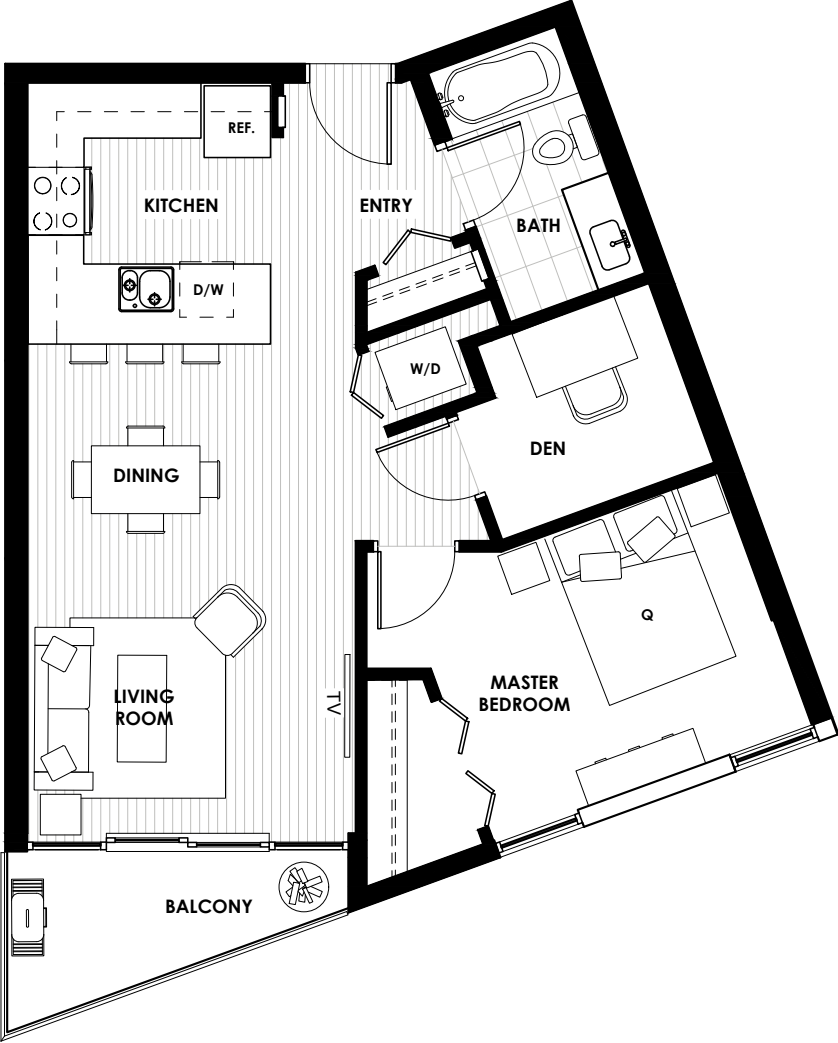 REF.
KITCHEN
ENTRY
BATH
D/W
W/D
DEN
DINING
Q
LIVING
ROOM
TV
MASTER
BEDROOM
BALCONY